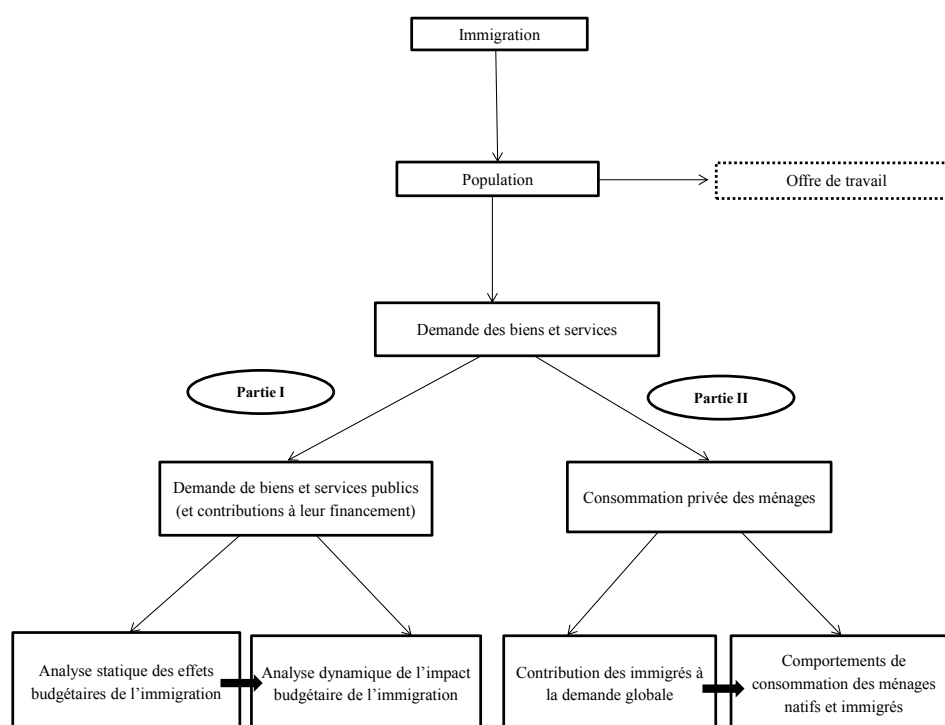 Immigration
Population
Offre de travail
Demande des biens et services
Partie I
Partie II
Demande de biens et services publics
(et contributions à leur financement)
Consommation privée des ménages
Analyse statique des effets
budgétaires de l’immigration
Analyse dynamique de l’impact
budgétaire de l’immigration
Contribution des immigrés à
la demande globale
Comportements de
consommation des ménages
natifs et immigrés